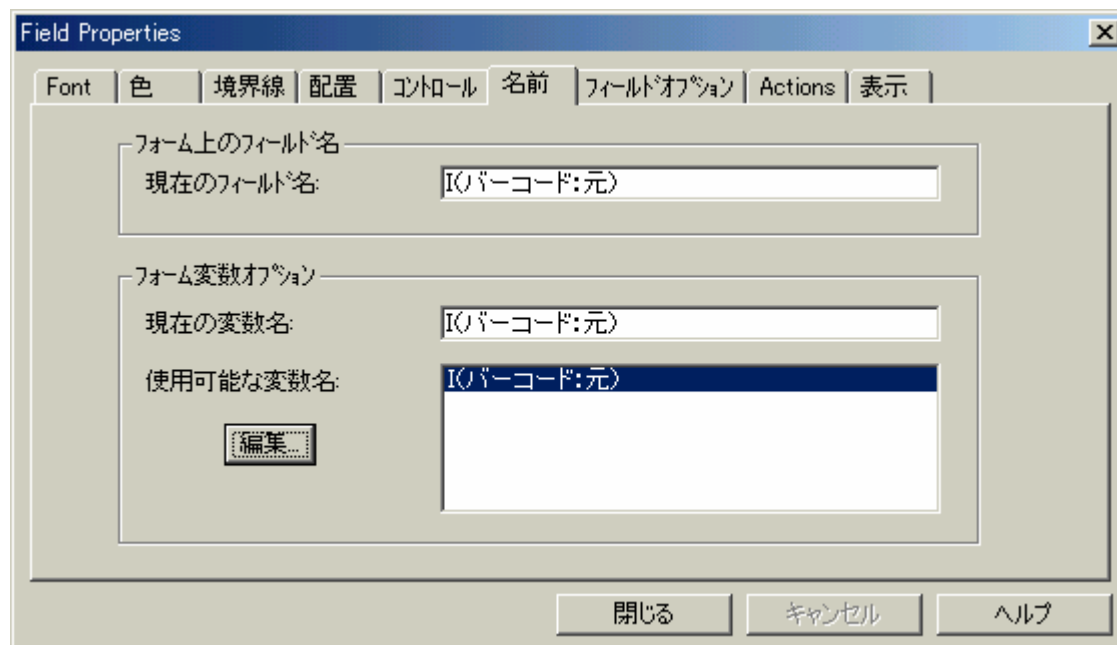 Field Properties
Font 色 境界線 配置 コントロール 名前 フィールドオプション Actions 表示
フォーム上のフィールド名
現在のフィールド名: I(バーコード:元)
フォーム変数オプション
現在の変数名: I(バーコード:元)
使用可能な変数名: I(バーコード:元)
編集...
閉じる キャンセル ヘルプ